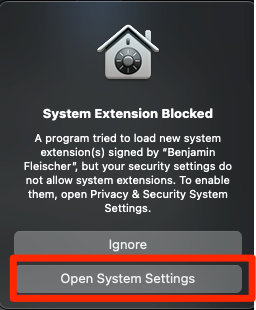 System Extension Blocked
A program tried to load new system
extension(s) signed by "Benjamin
Fleischer", but your security settings do
not allow system extensions. To enable
them, open Privacy & Security System
Settings.
Ignore
Open System Settings